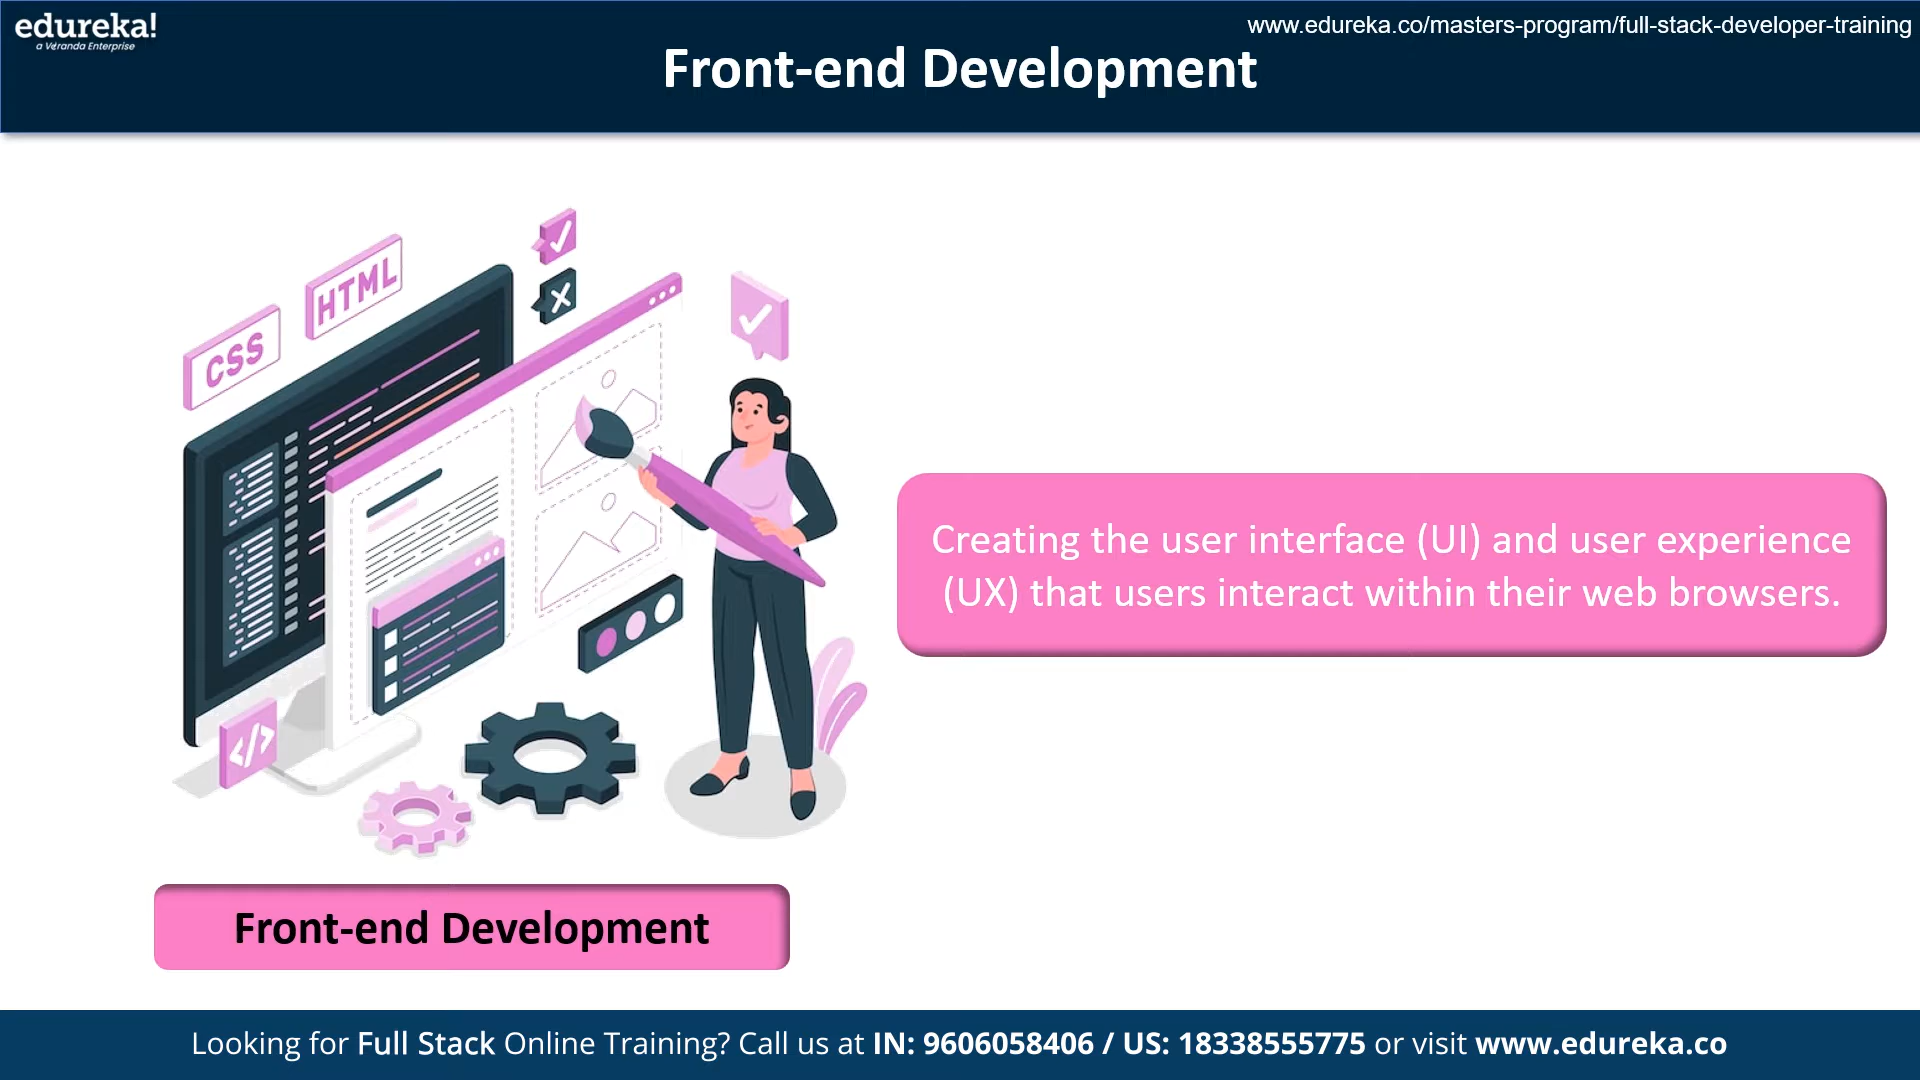 edureka!
a Veranda Enterprise
www.edureka.co/masters-program/full-stack-developer-training
Front-end Development
HTML
CSS
</>
Creating the user interface (UI) and user experience
(UX) that users interact within their web browsers.
Front-end Development
Looking for Full Stack Online Training? Call us at IN: 9606058406 / US: 18338555775 or visit www.edureka.co